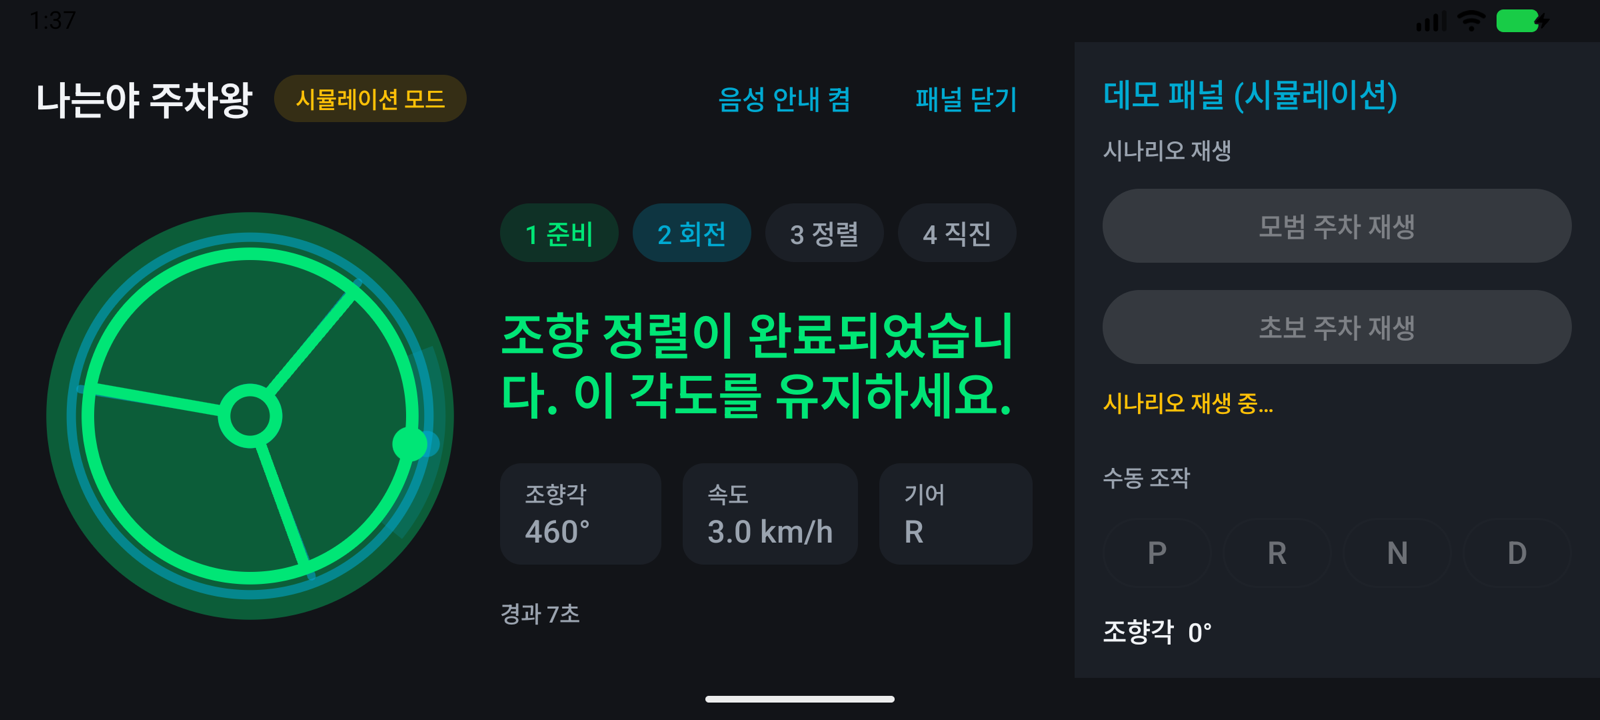 1:37
나는야 주차왕
시뮬레이션 모드
음성 안내 켬
패널 닫기
1 준비
2 회전
3 정렬
4 직진
조향 정렬이 완료되었습니
다. 이 각도를 유지하세요.
조향각
460°
속도
3.0 km/h
기어
R
경과 7초
데모 패널 (시뮬레이션)
시나리오 재생
모범 주차 재생
초보 주차 재생
시나리오 재생 중...
수동 조작
P
R
N
D
조향각 0°